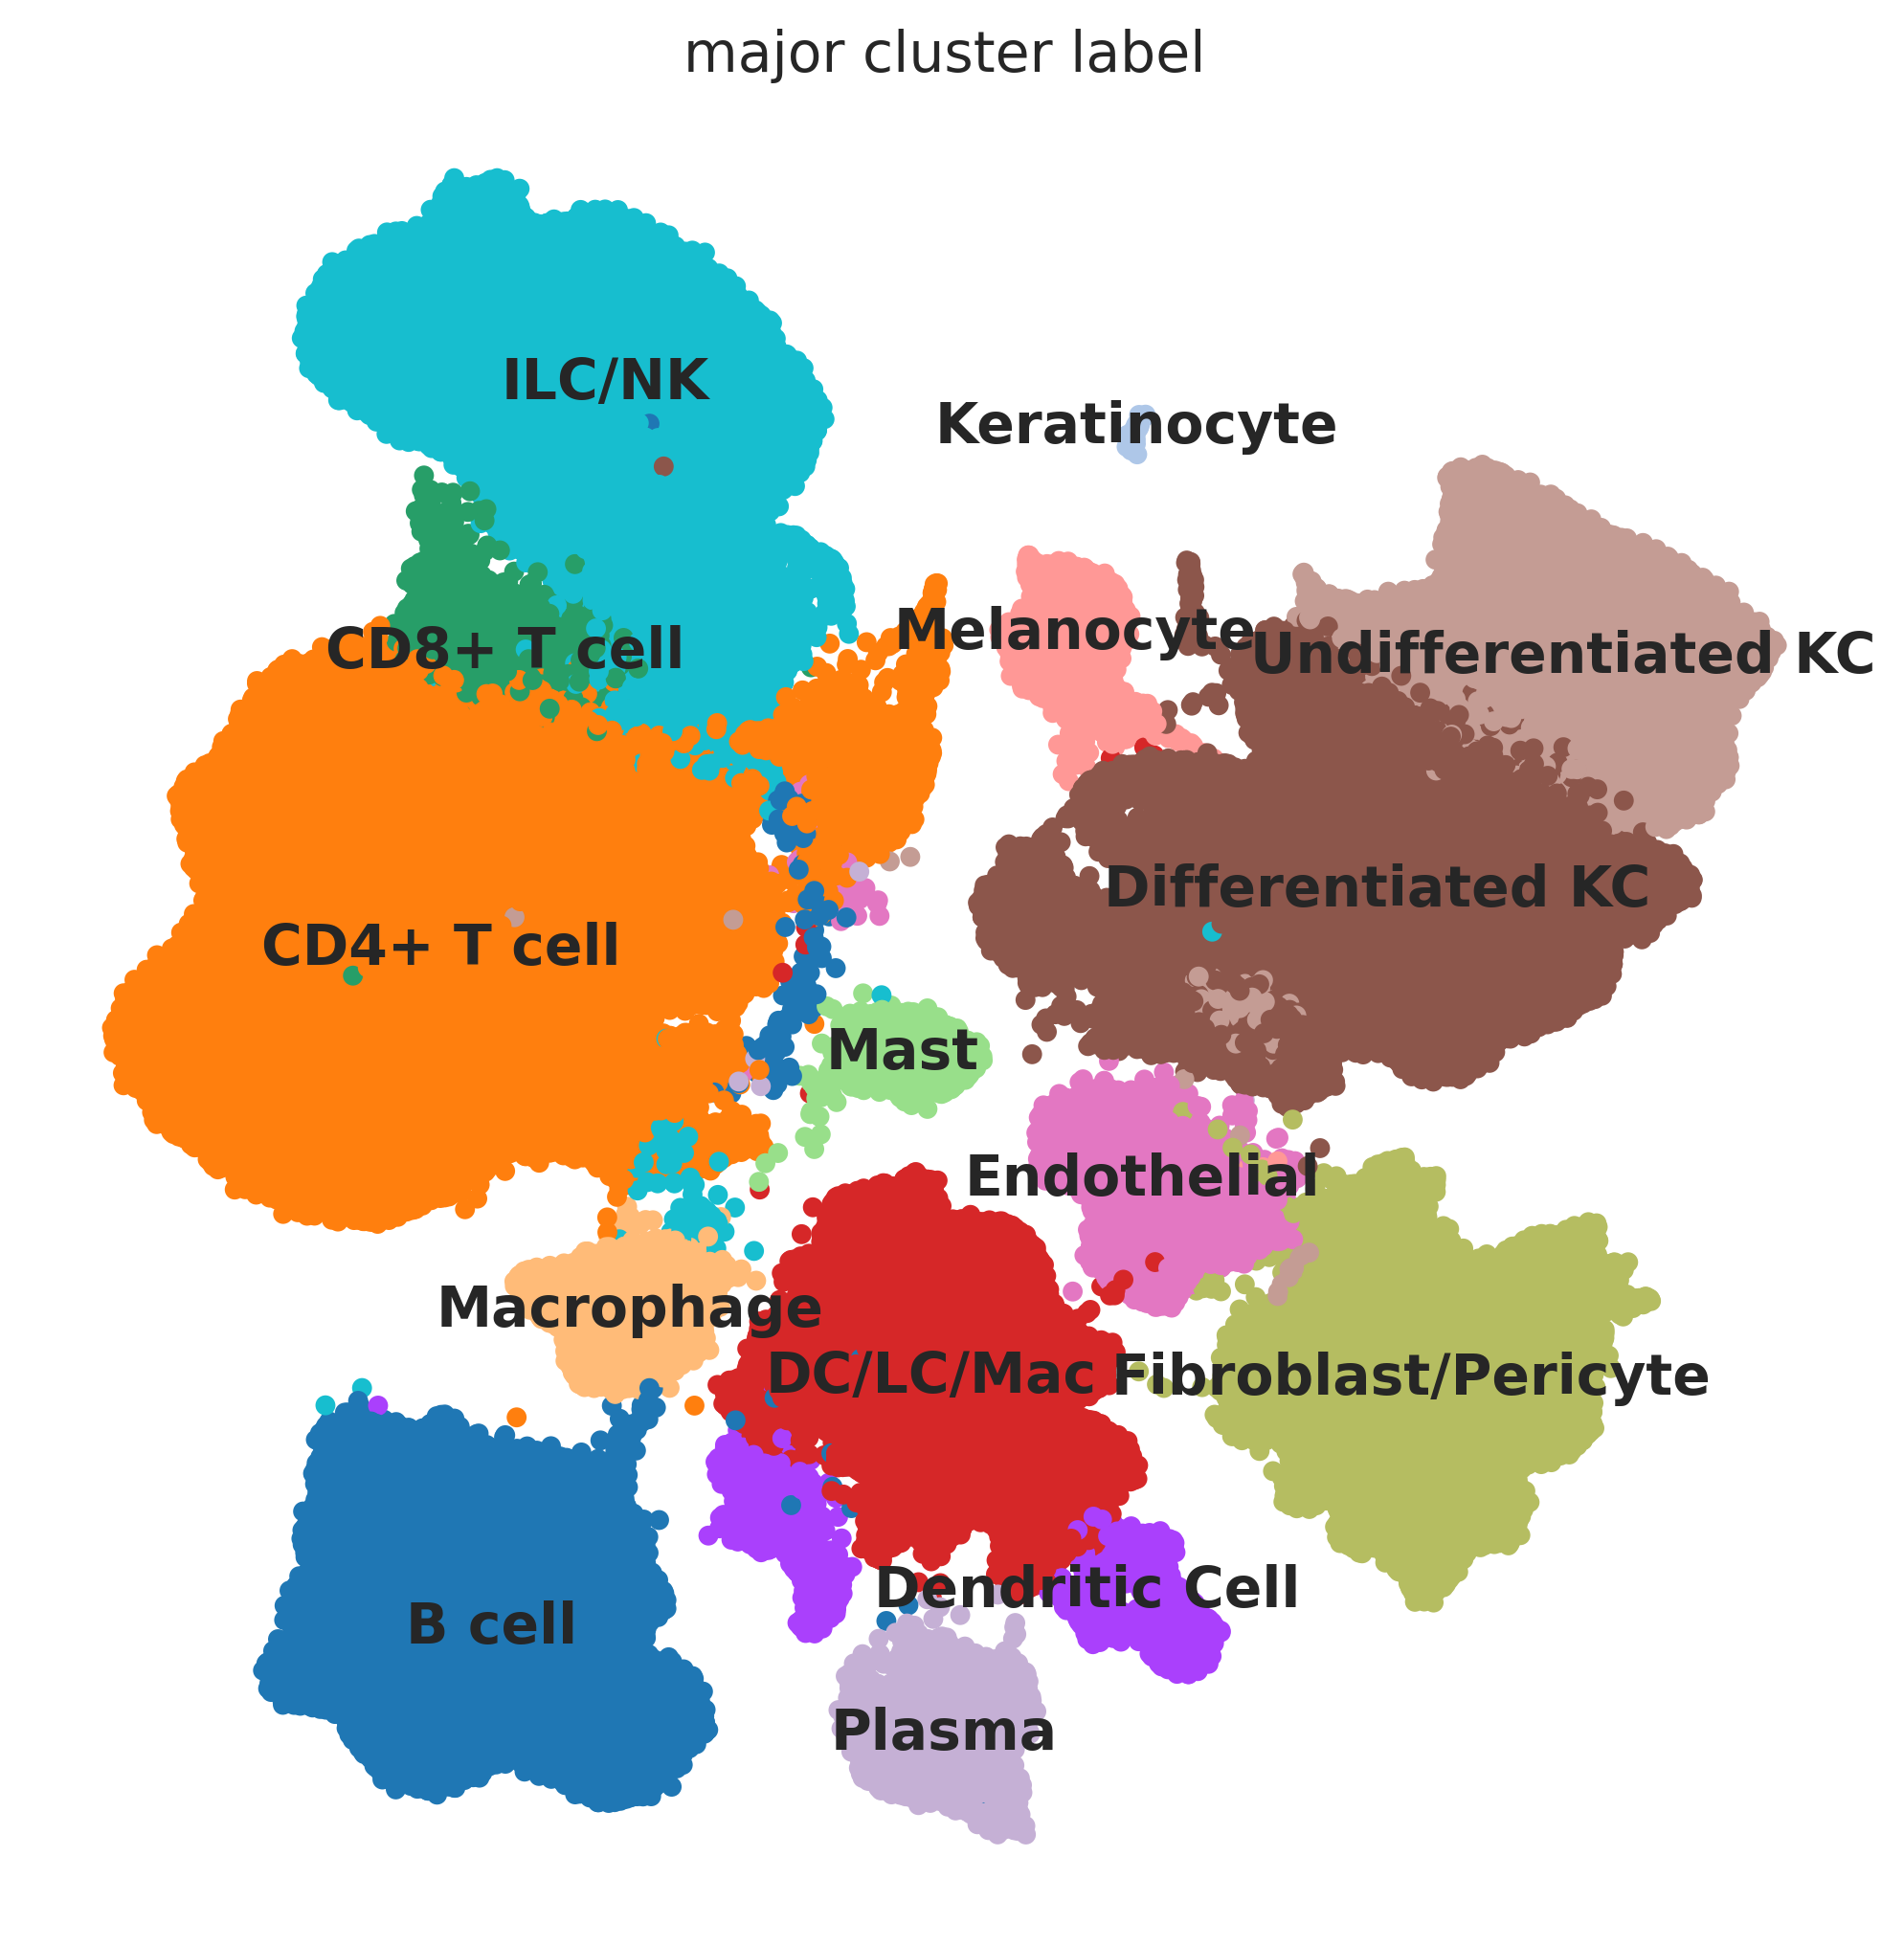 major cluster label
ILC/NK
Keratinocyte
Melanocyte
CD8+ T cell
Undifferentiated KC
Differentiated KC
CD4+ T cell
Mast
Endothelial
Macrophage
DC/LC/Mac
Fibroblast/Pericyte
Dendritic Cell
B cell
Plasma